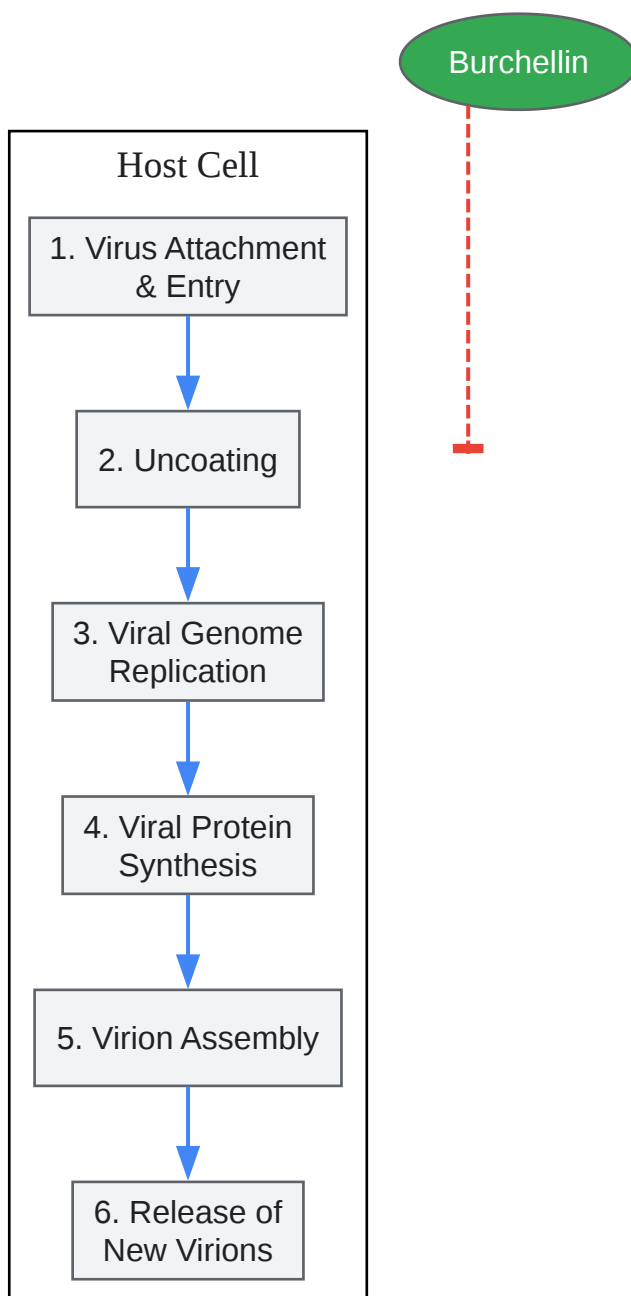 Burchellin
Host Cell
1. Virus Attachment
& Entry
2. Uncoating
3. Viral Genome
Replication
4. Viral Protein
Synthesis
5. Virion Assembly
6. Release of
New Virions